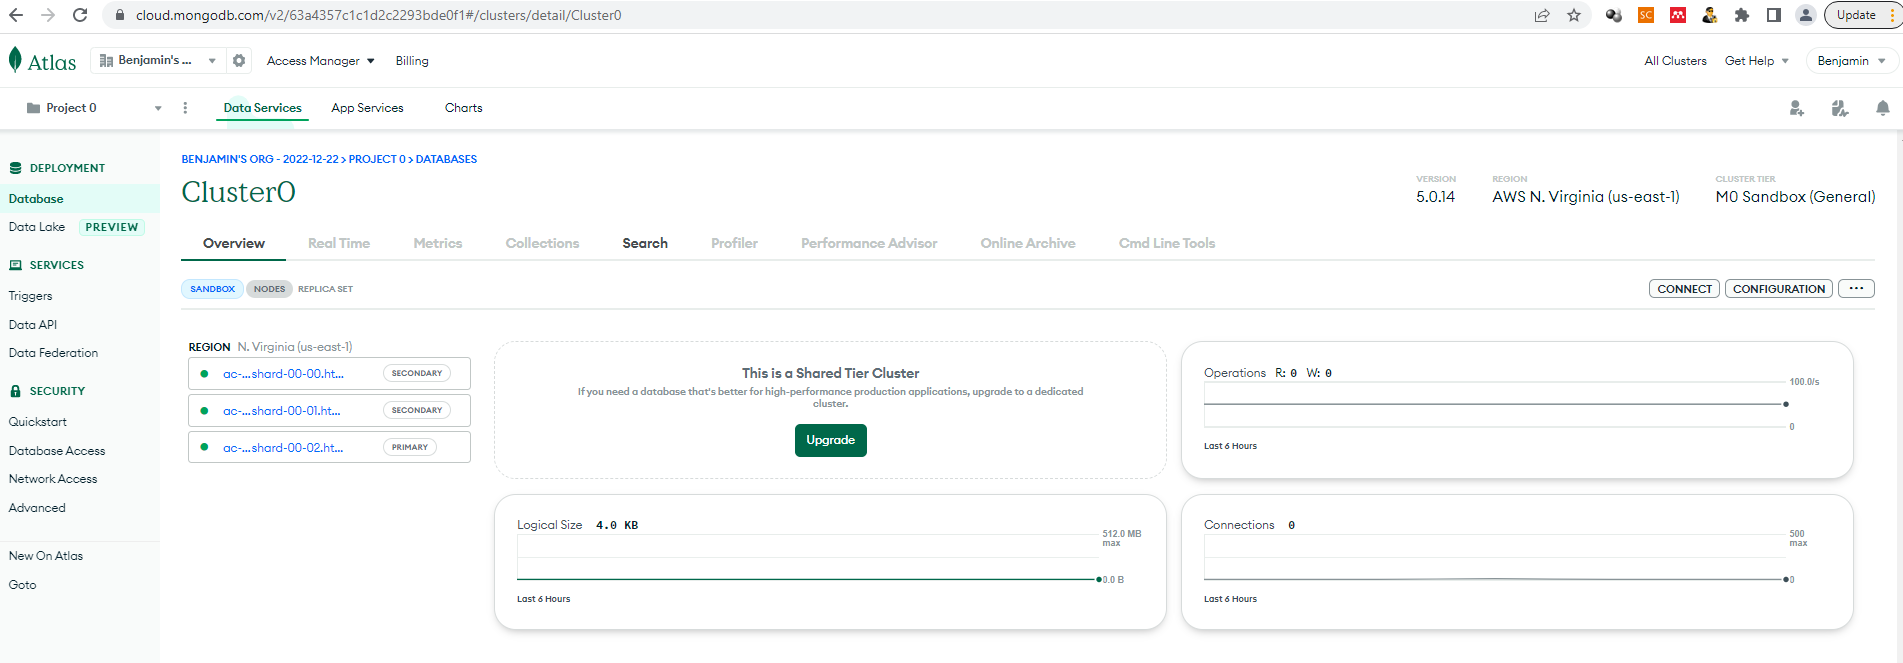 cloud.mongodb.com/v2/63a4357c1c1d2c2293bde0f1#/clusters/detail/Cluster0
SC
Update
Atlas
Benjamin's ...
Access Manager
Billing
All Clusters
Get Help
Benjamin
Project 0
Data Services
App Services
Charts
DEPLOYMENT
Database
Data Lake PREVIEW
SERVICES
Triggers
Data API
Data Federation
SECURITY
Quickstart
Database Access
Network Access
Advanced
New On Atlas
Goto
BENJAMIN'S ORG - 2022-12-22 > PROJECT 0 > DATABASES
Cluster0
VERSION
5.0.14
REGION
AWS N. Virginia (us-east-1)
CLUSTER TIER
M0 Sandbox (General)
Overview
Real Time
Metrics
Collections
Search
Profiler
Performance Advisor
Online Archive
Cmd Line Tools
SANDBOX
NODES
REPLICA SET
CONNECT
CONFIGURATION
...
REGION N. Virginia (us-east-1)
ac-...shard-00-00.ht... SECONDARY
ac-...shard-00-01.ht... SECONDARY
ac-...shard-00-02.ht... PRIMARY
This is a Shared Tier Cluster
If you need a database that's better for high-performance production applications, upgrade to a dedicated
cluster.
Upgrade
Operations R: 0 W: 0
100.0/s
0
Last 6 Hours
Logical Size 4.0 KB
512.0 MB
max
0.0 B
Last 6 Hours
Connections 0
500
max
0
Last 6 Hours